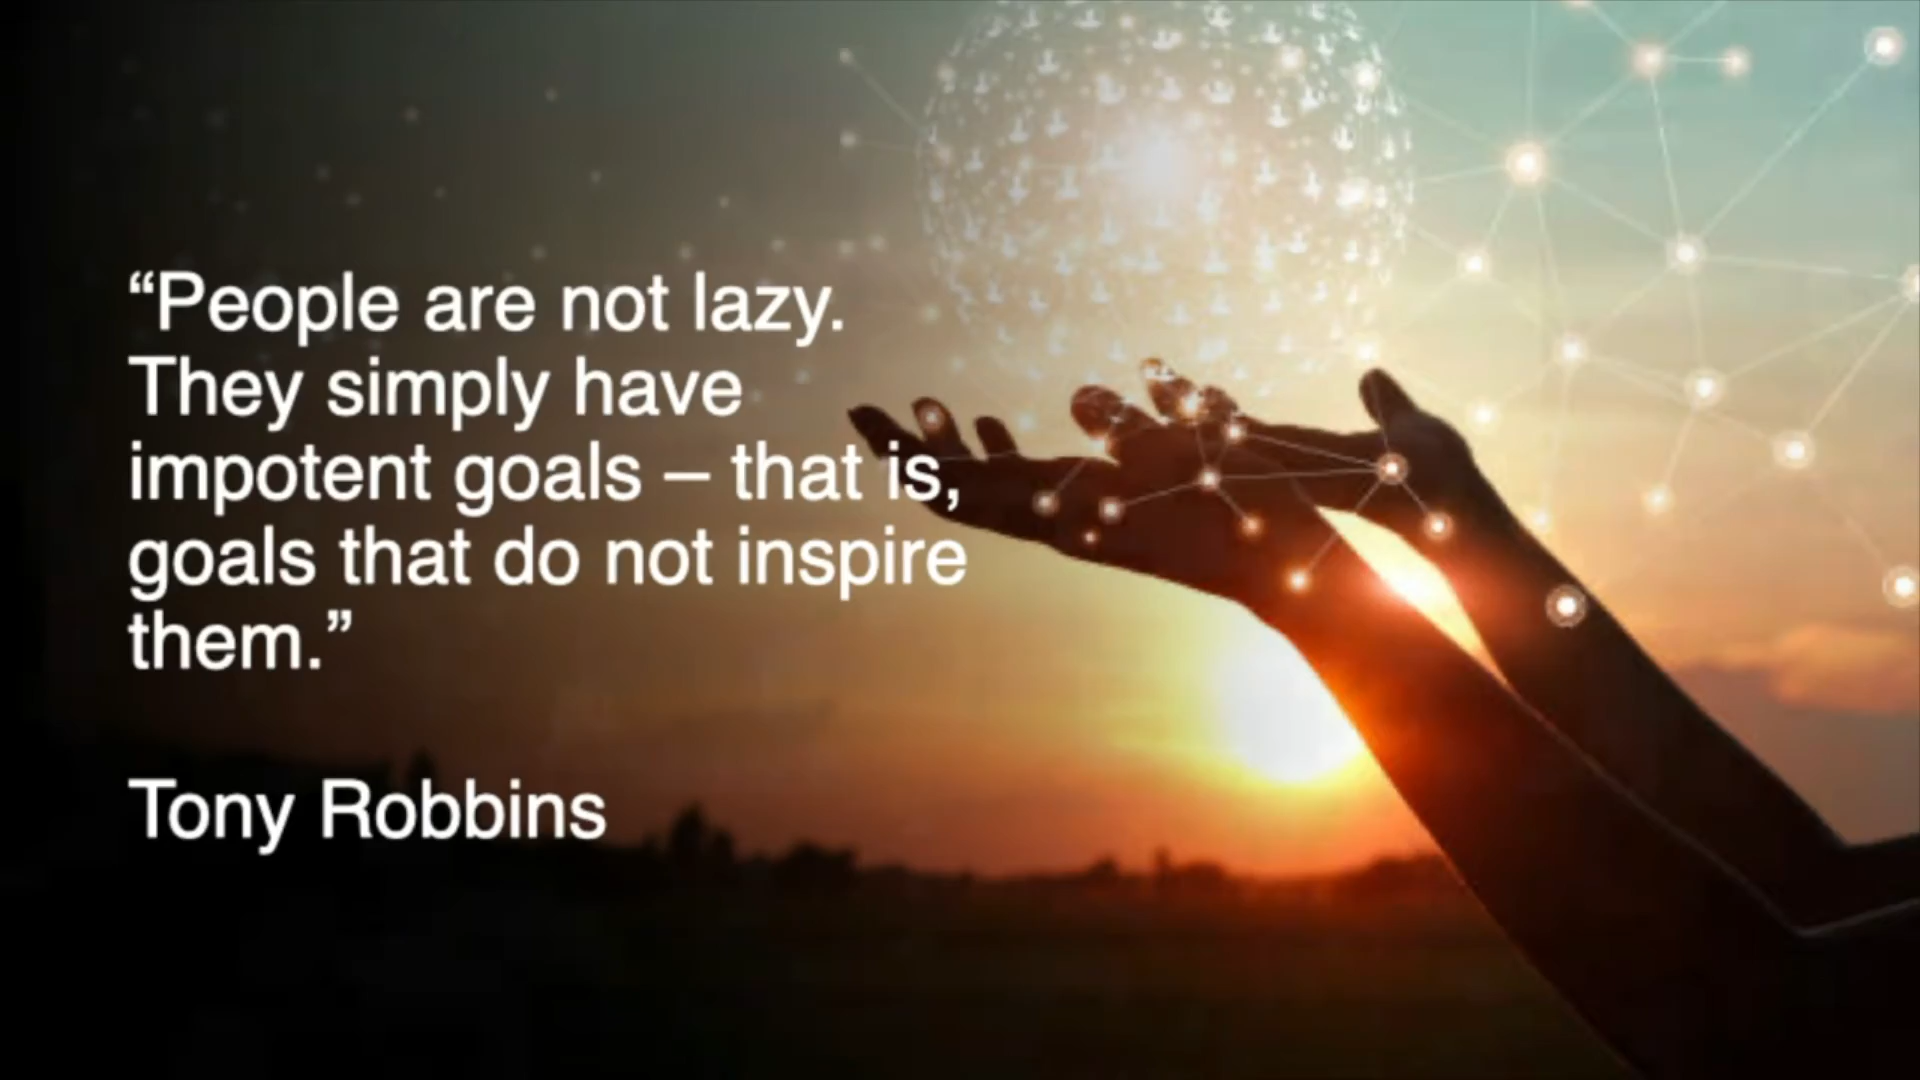 “People are not lazy.
They simply have
impotent goals – that is,
goals that do not inspire
them.”
Tony Robbins